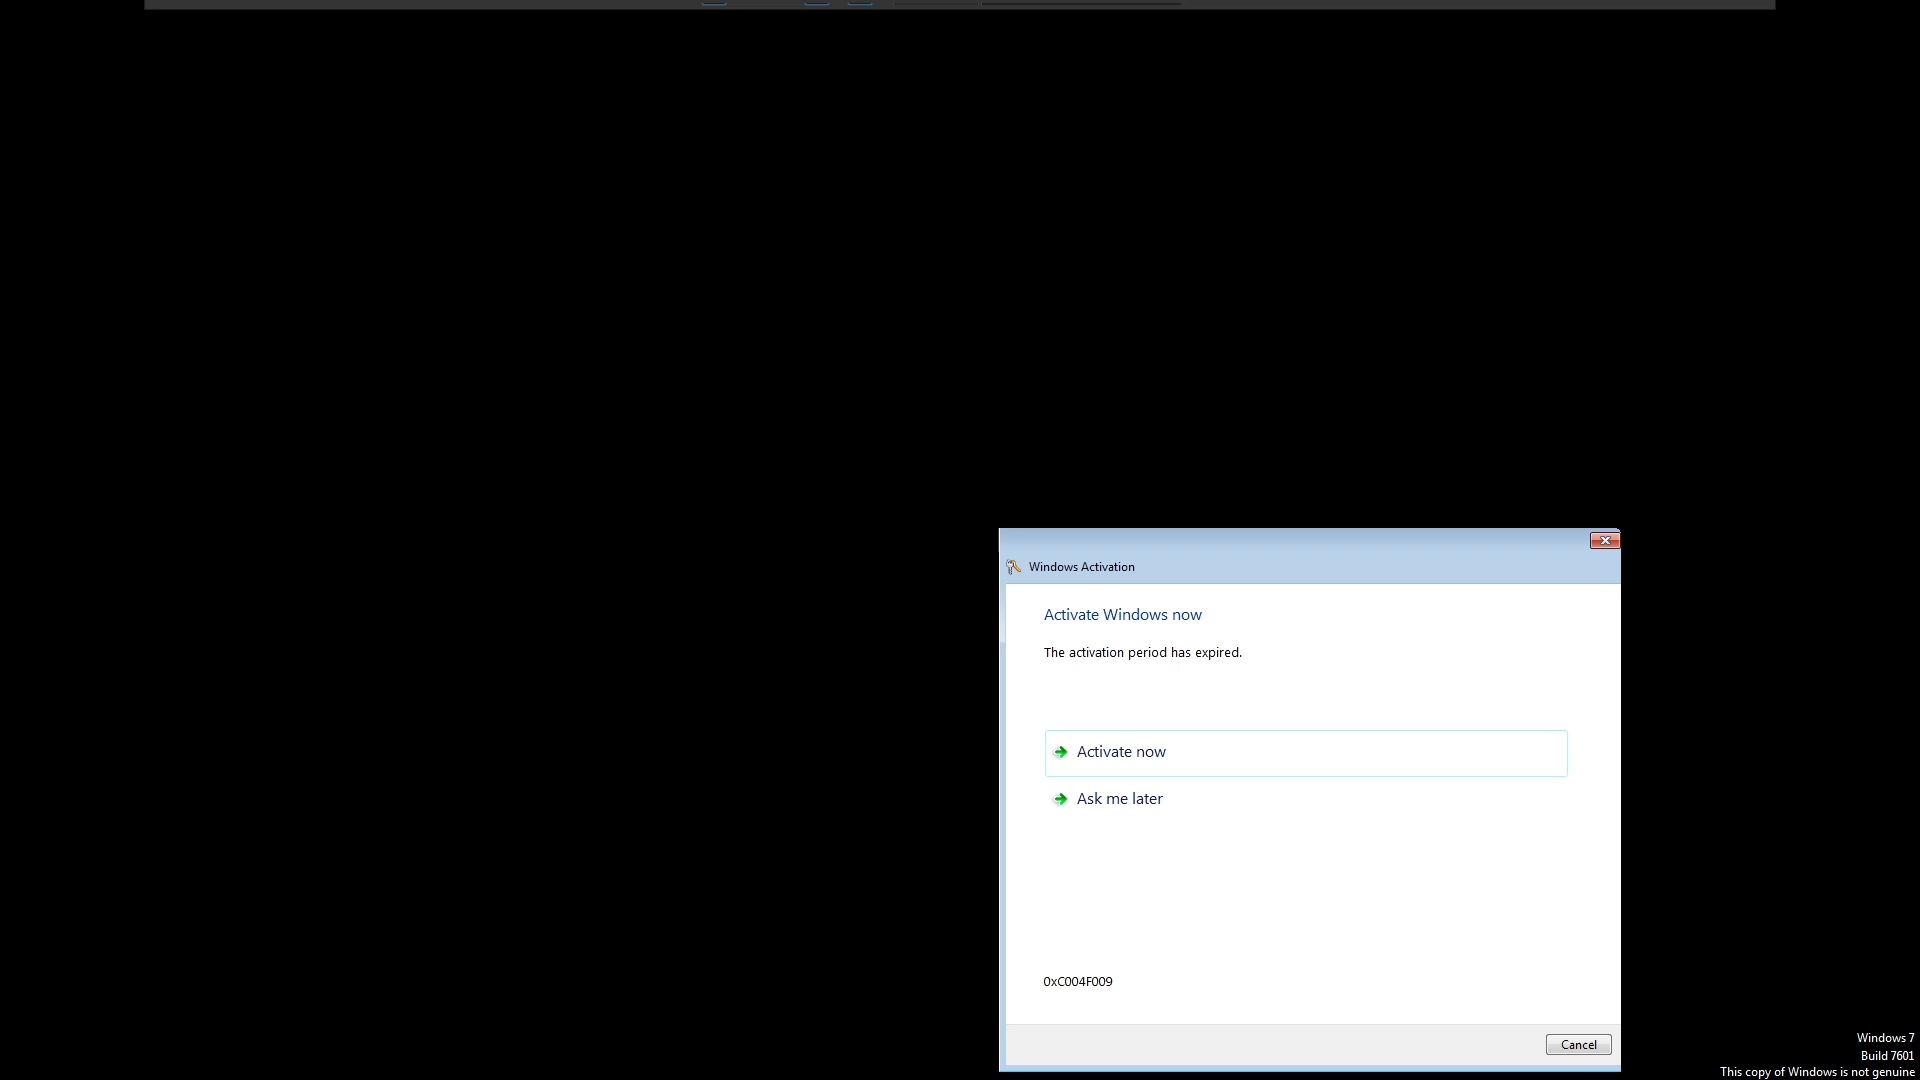 Windows Activation
Activate Windows now
The activation period has expired.
Activate now
Ask me later
0xC004F009
Cancel
Windows 7
Build 7601
This copy of Windows is not genuine